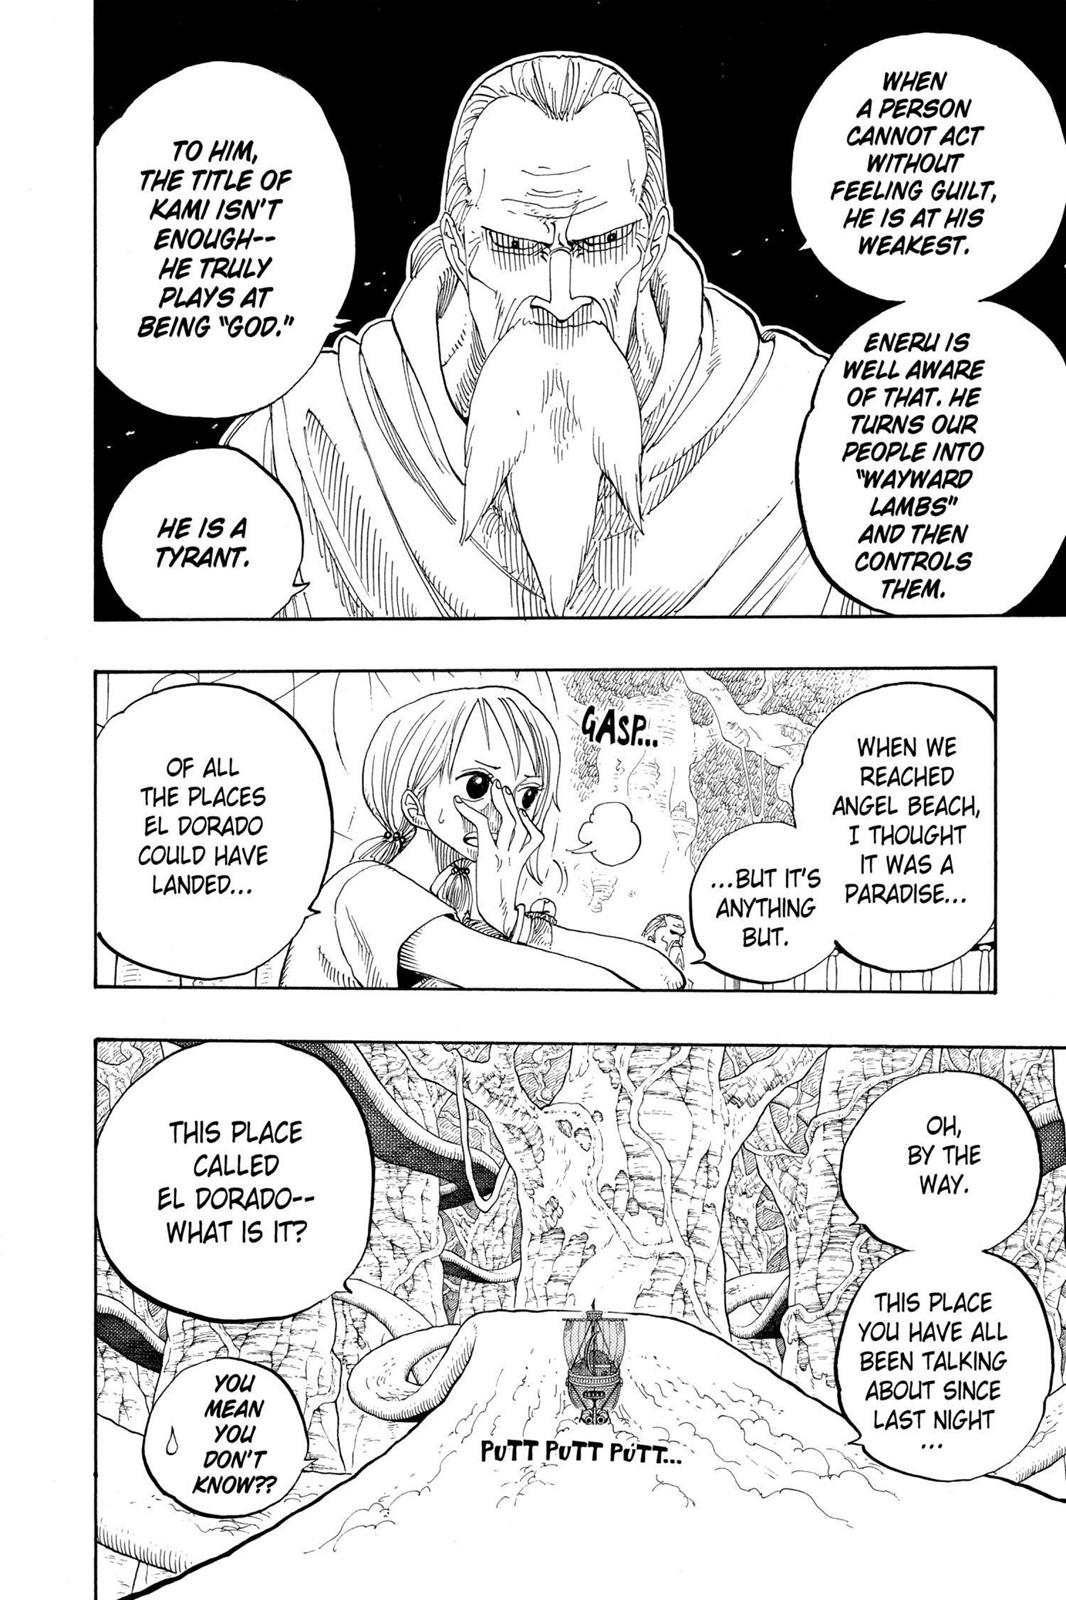 WHEN
A PERSON
CANNOT ACT
WITHOUT
FEELING GUILT,
HE IS AT HIS
WEAKEST.
ENERU IS
WELL AWARE
OF THAT. HE
TURNS OUR
PEOPLE INTO
"WAYWARD
LAMBS"
AND THEN
CONTROLS
THEM.
TO HIM,
THE TITLE OF
KAMI ISN'T
ENOUGH--
HE TRULY
PLAYS AT
BEING "GOD."
HE IS A
TYRANT.
WHEN WE
REACHED
ANGEL BEACH,
I THOUGHT
IT WAS A
PARADISE...
...BUT IT'S
ANYTHING
BUT.
GASP...
OF ALL
THE PLACES
EL DORADO
COULD HAVE
LANDED...
OH,
BY THE
WAY.
THIS PLACE
YOU HAVE ALL
BEEN TALKING
ABOUT SINCE
LAST NIGHT
...
THIS PLACE
CALLED
EL DORADO--
WHAT IS IT?
YOU
MEAN
YOU
DON'T
KNOW??
PUTT PUTT PUTT...